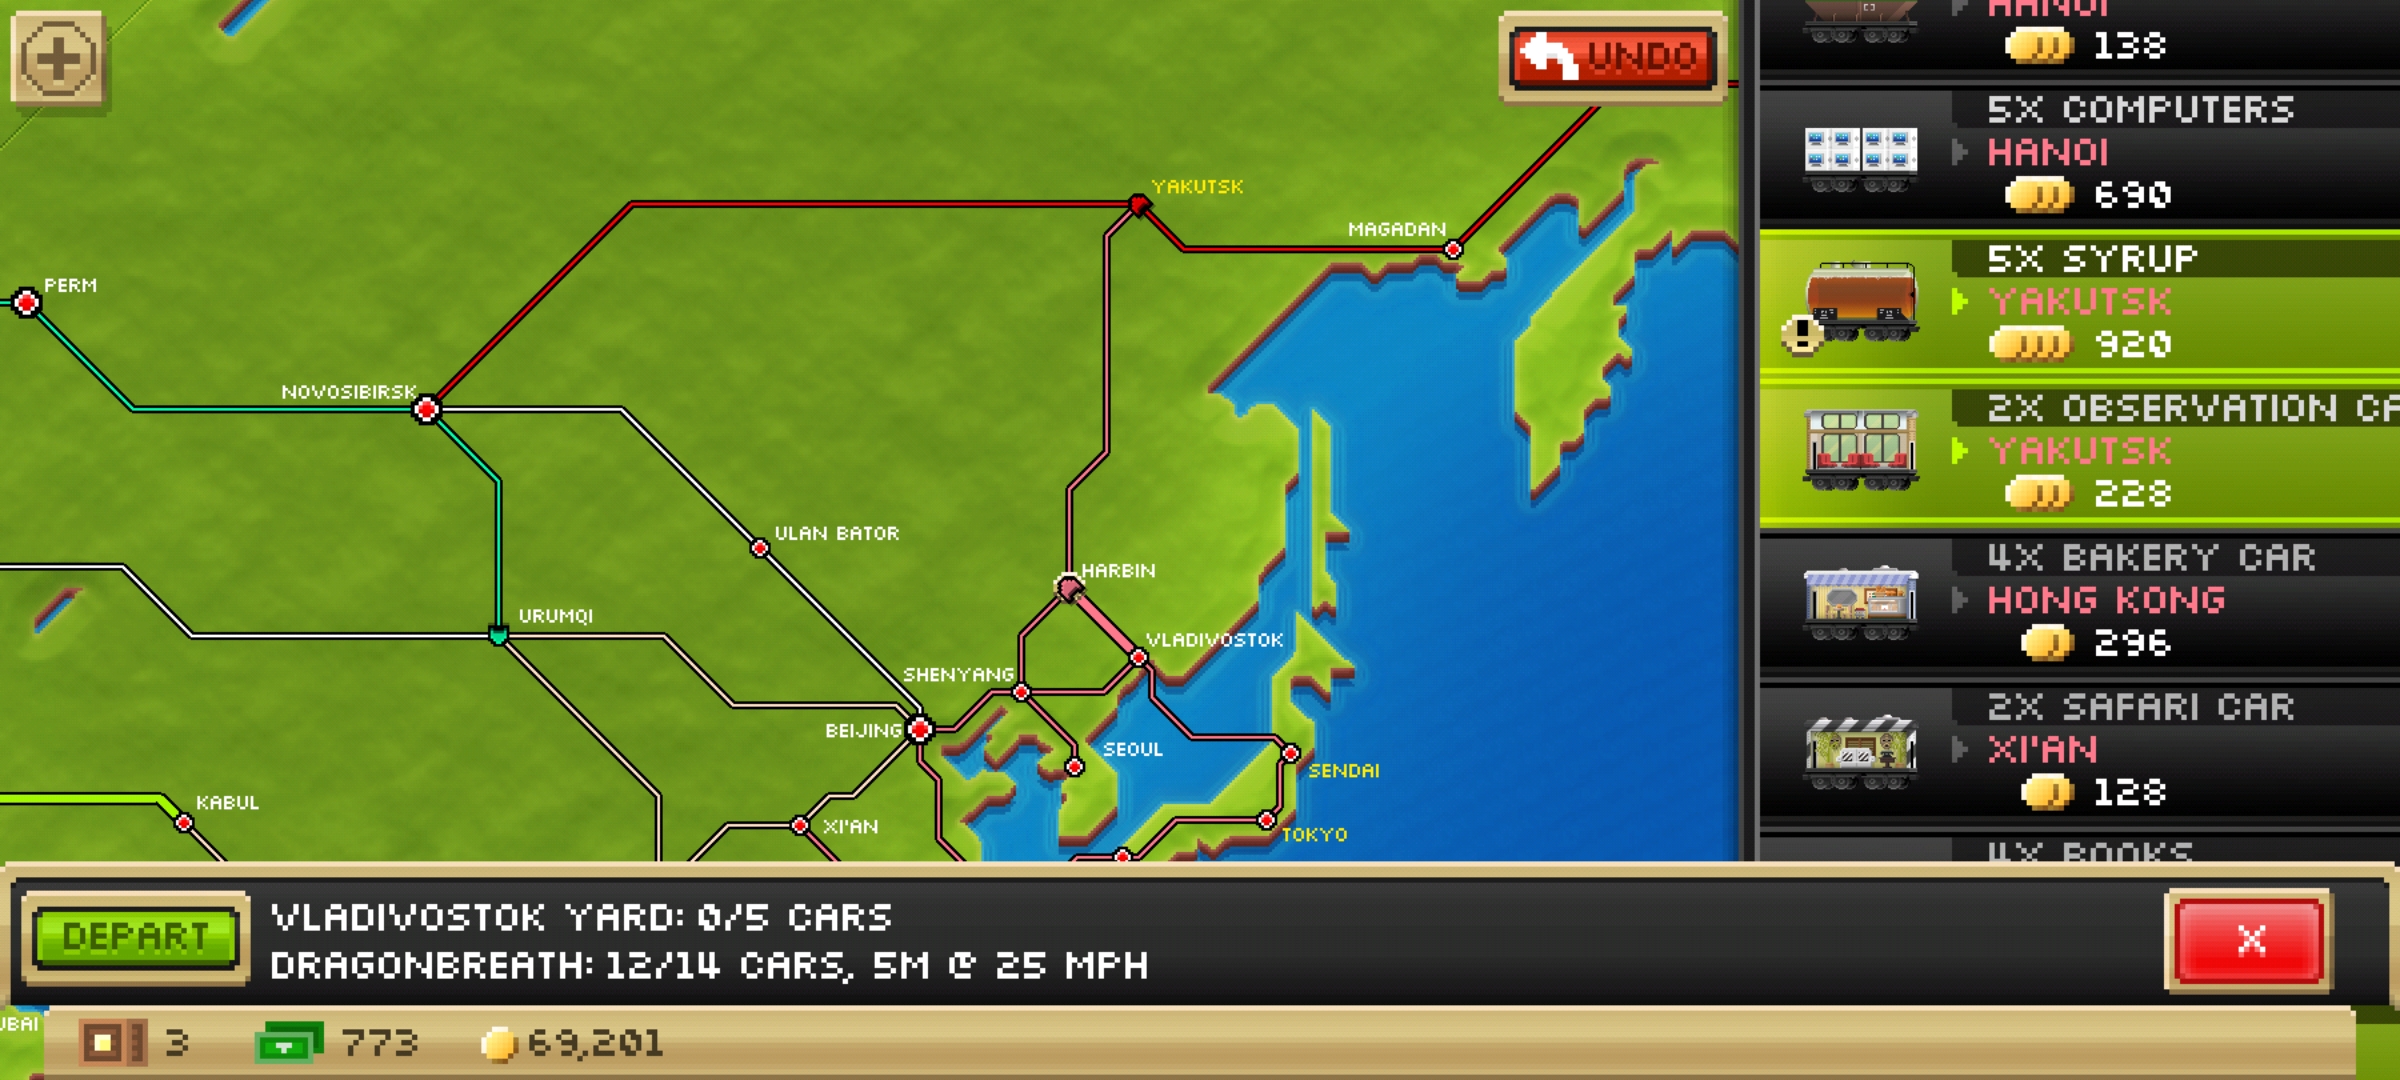 UNDO
YAKUTSK
MAGADAN
PERM
NOVOSIBIRSK
ULAN BATOR
HARBIN
URUMQI
VLADIVOSTOK
SHENYANG
BEIJING
SEOUL
SENDAI
KABUL
XI'AN
TOKYO
HANOI
138
5X COMPUTERS
HANOI
690
5X SYRUP
YAKUTSK
920
2X OBSERVATION CA
YAKUTSK
228
4X BAKERY CAR
HONG KONG
296
2X SAFARI CAR
XI'AN
128
4X BOOKS
DEPART
VLADIVOSTOK YARD: 0/5 CARS
DRAGONBREATH: 12/14 CARS, 5M @ 25 MPH
X
UBAI
3
773
69,201